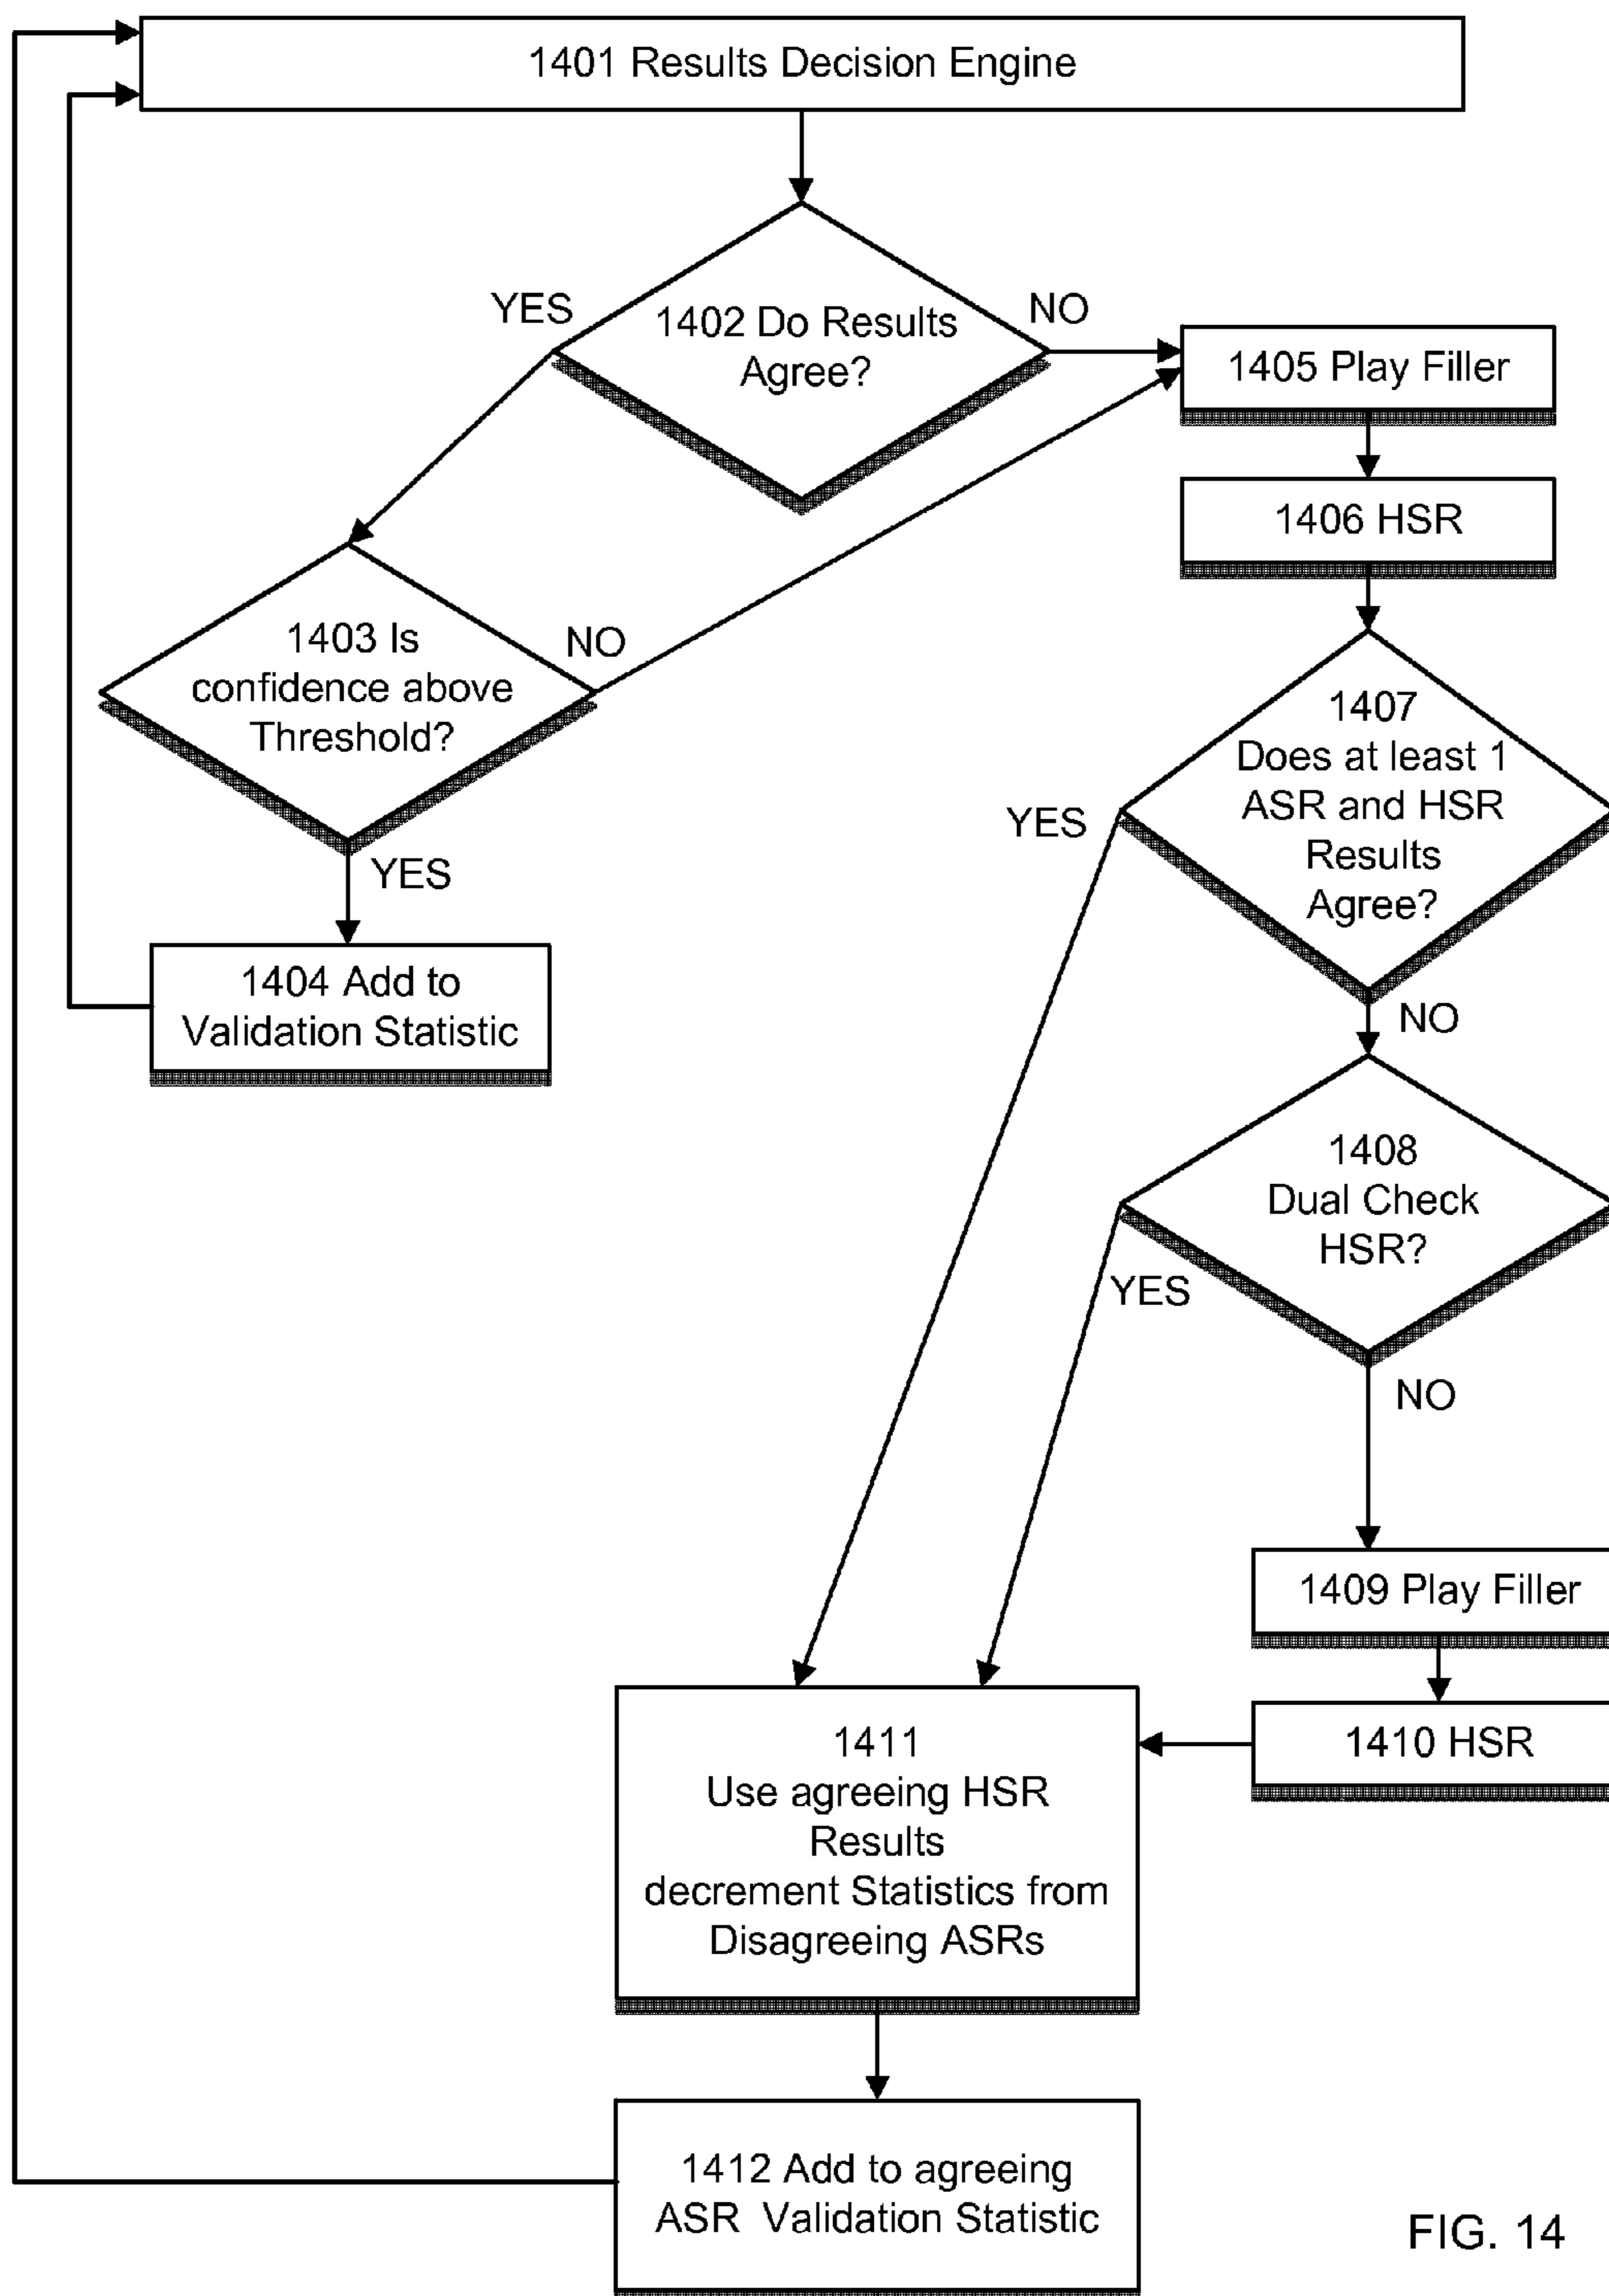 1401 Results Decision Engine
YES
1402 Do Results
Agree?
NO
1405 Play Filler
1406 HSR
1403 Is
confidence above
Threshold?
NO
YES
1404 Add to
Validation Statistic
1407
Does at least 1
ASR and HSR
Results
Agree?
YES
NO
1408
Dual Check
HSR?
YES
NO
1409 Play Filler
1410 HSR
1411
Use agreeing HSR
Results
decrement Statistics from
Disagreeing ASRs
1412 Add to agreeing
ASR Validation Statistic
FIG. 14